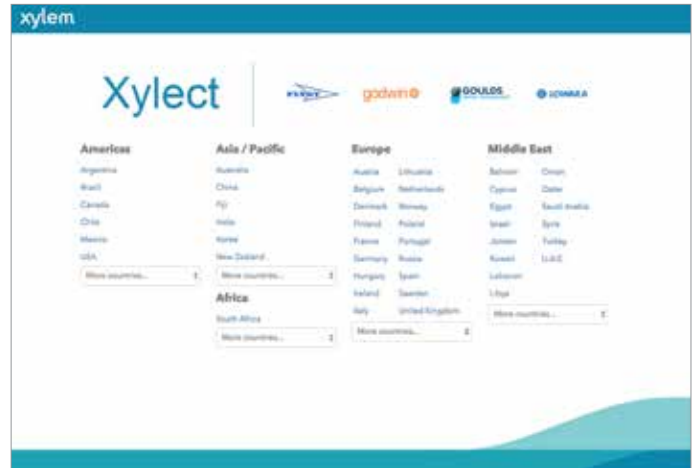 xylem
Xylect
FLYGT
godwin
GOULDS
LOWARA
Americas
Argentina
Brazil
Canada
Chile
Mexico
USA
More countries...
Asia / Pacific
Australia
China
Fiji
India
Korea
New Zealand
More countries...
Africa
South Africa
More countries...
Europe
Austria Lithuania
Belgium Netherlands
Denmark Norway
Finland Poland
France Portugal
Germany Russia
Hungary Spain
Ireland Sweden
Italy United Kingdom
More countries...
Middle East
Bahrain Oman
Cyprus Qatar
Egypt Saudi Arabia
Israel Syria
Jordan Turkey
Kuwait U.A.E
Lebanon
Libya
More countries...